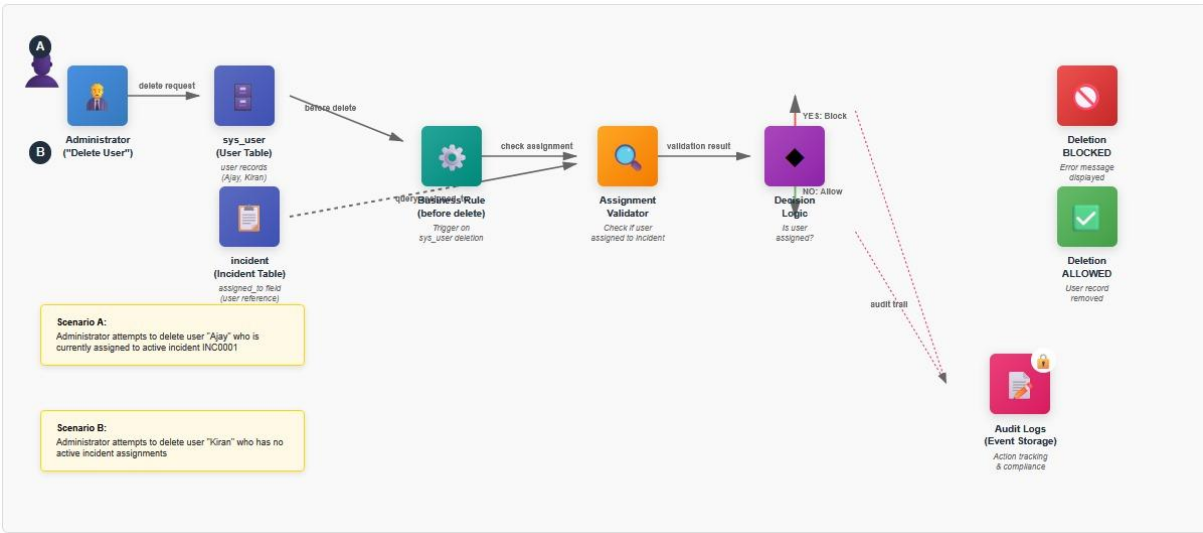 A
delete request
Administrator
("Delete User")
B
sys_user
(User Table)
user records
(Ajay, Kiran)
before delete
incident
(Incident Table)
assigned_to field
(user reference)
Business Rule
(before delete)
Trigger on
sys_user deletion
check assignment
Assignment
Validator
Check if user
assigned to incident
validation result
YES: Block
NO: Allow
Decision
Logic
Is user
assigned?
Deletion
BLOCKED
Error message
displayed
Deletion
ALLOWED
User record
removed
audit trail
Audit Logs
(Event Storage)
Action tracking
& compliance
Scenario A:
Administrator attempts to delete user "Ajay" who is
currently assigned to active incident INC0001
Scenario B:
Administrator attempts to delete user "Kiran" who has no
active incident assignments